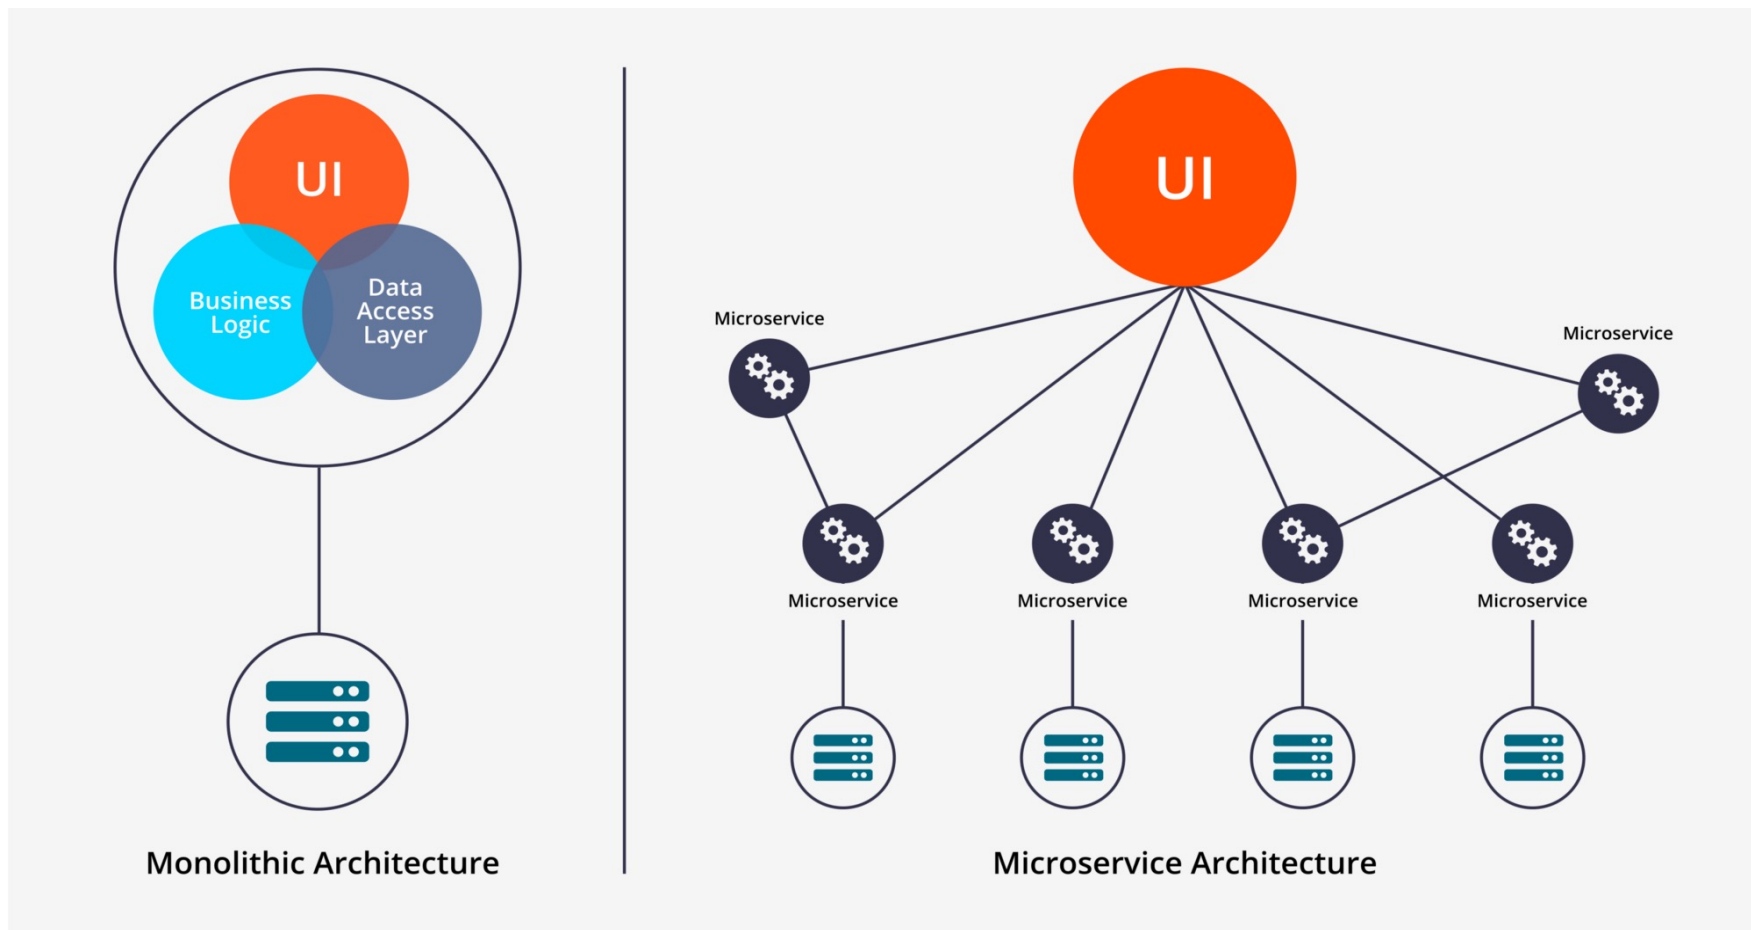 UI
Business
Logic
Data
Access
Layer
Monolithic Architecture
UI
Microservice
Microservice
Microservice
Microservice
Microservice
Microservice
Microservice Architecture